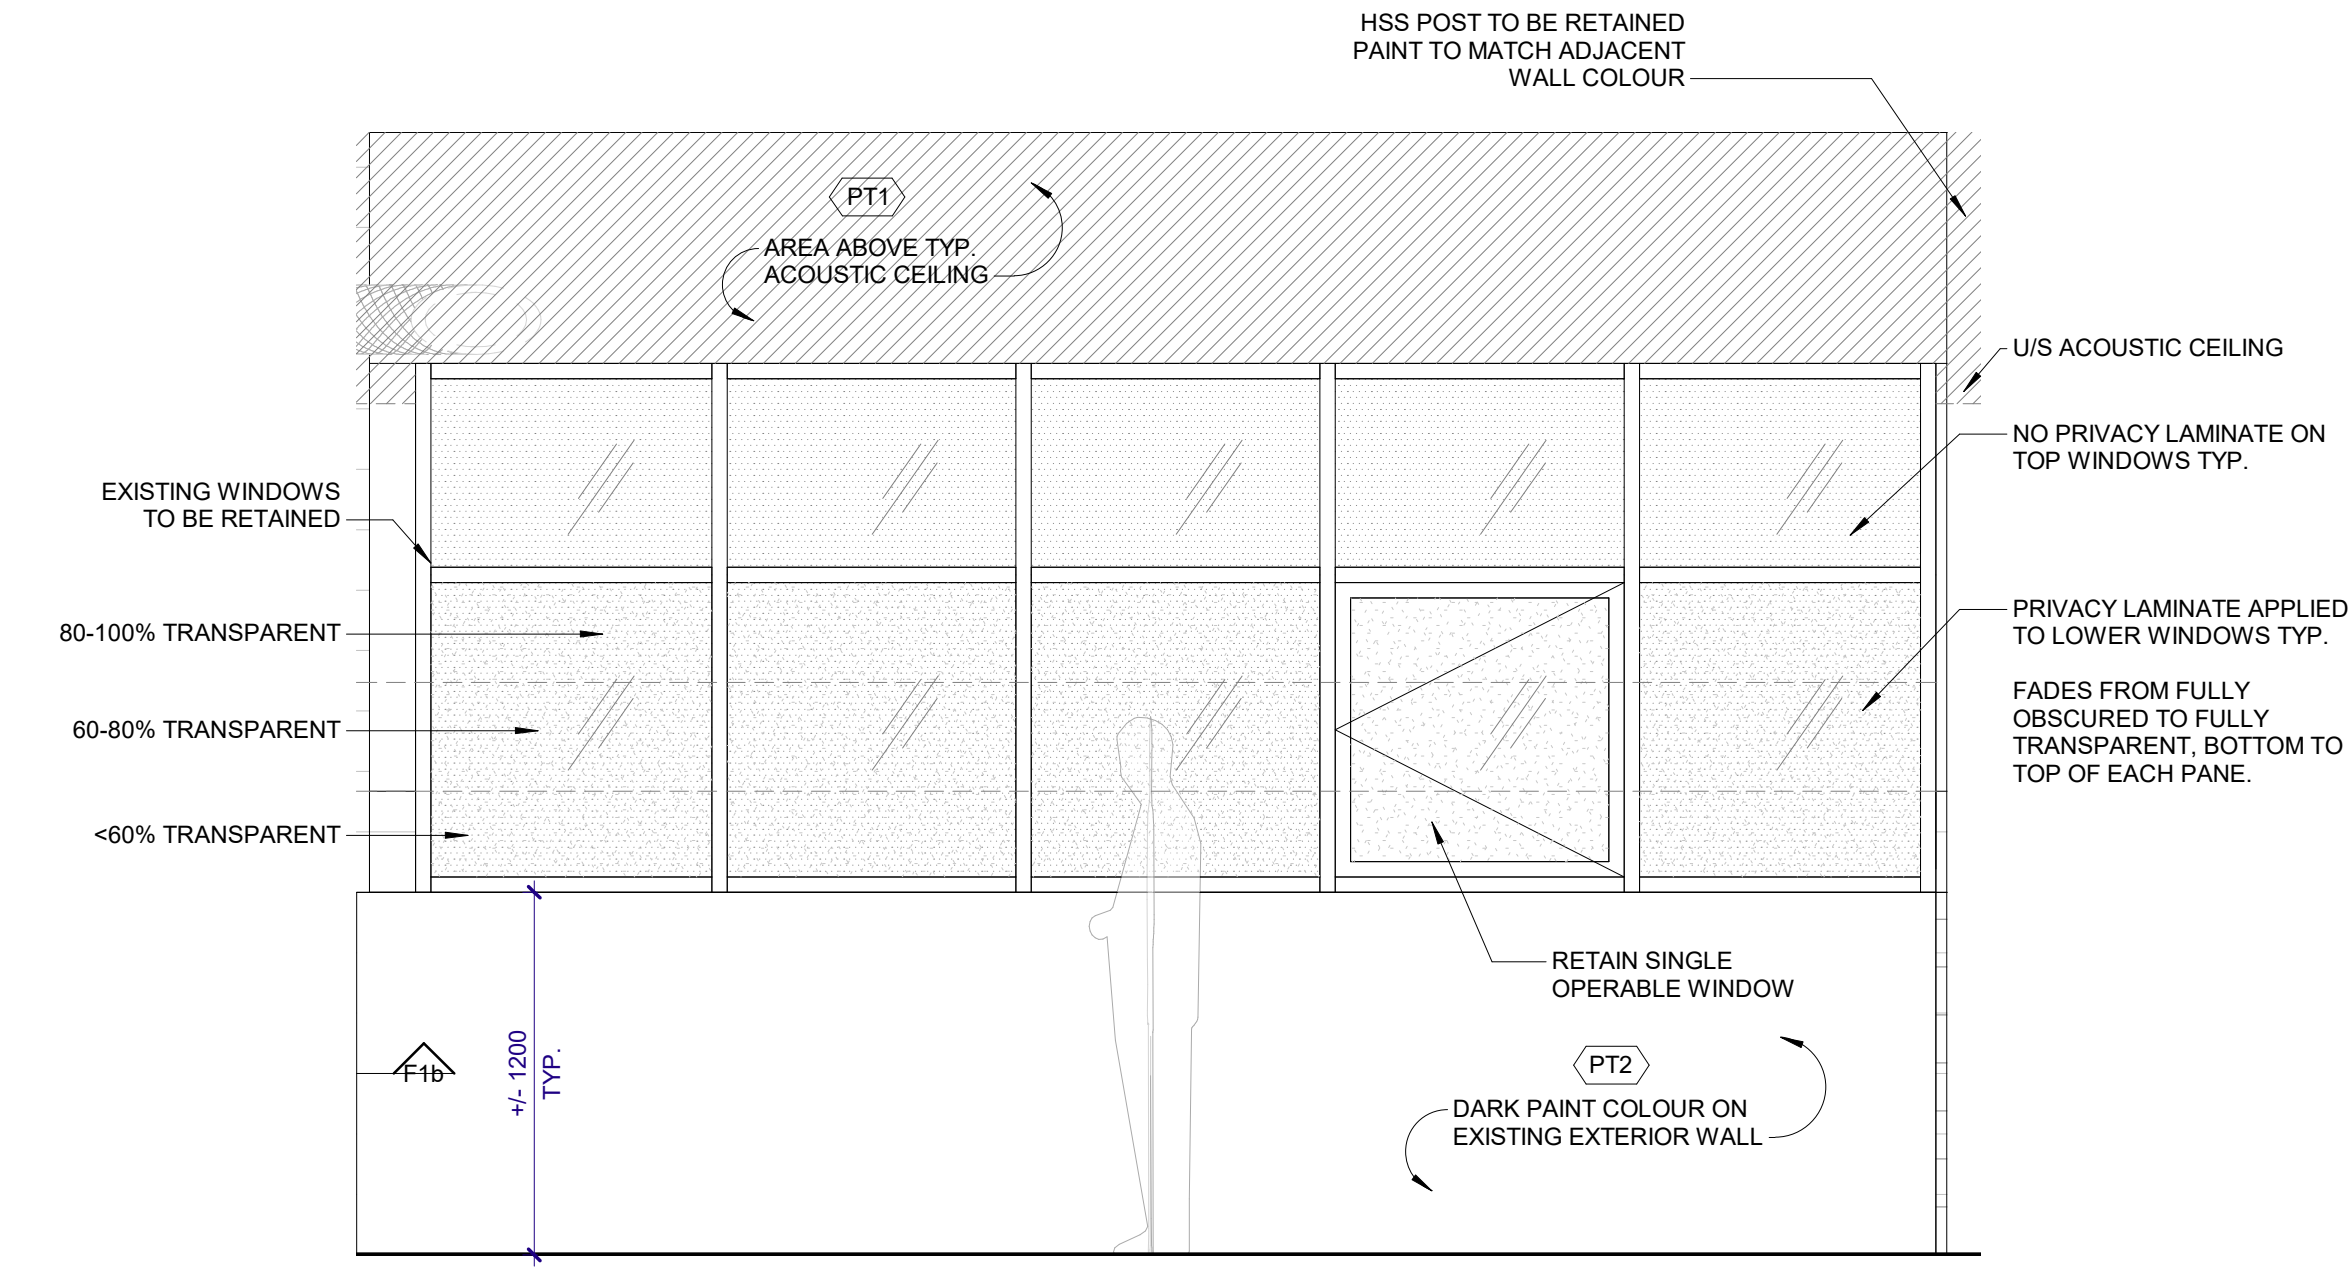 HSS POST TO BE RETAINED
PAINT TO MATCH ADJACENT
WALL COLOUR
PT1
AREA ABOVE TYP.
ACOUSTIC CEILING
U/S ACOUSTIC CEILING
NO PRIVACY LAMINATE ON
TOP WINDOWS TYP.
EXISTING WINDOWS
TO BE RETAINED
80-100% TRANSPARENT
60-80% TRANSPARENT
<60% TRANSPARENT
PRIVACY LAMINATE APPLIED
TO LOWER WINDOWS TYP.
FADES FROM FULLY
OBSCURED TO FULLY
TRANSPARENT, BOTTOM TO
TOP OF EACH PANE.
RETAIN SINGLE
OPERABLE WINDOW
F1b
+/- 1200
TYP.
PT2
DARK PAINT COLOUR ON
EXISTING EXTERIOR WALL